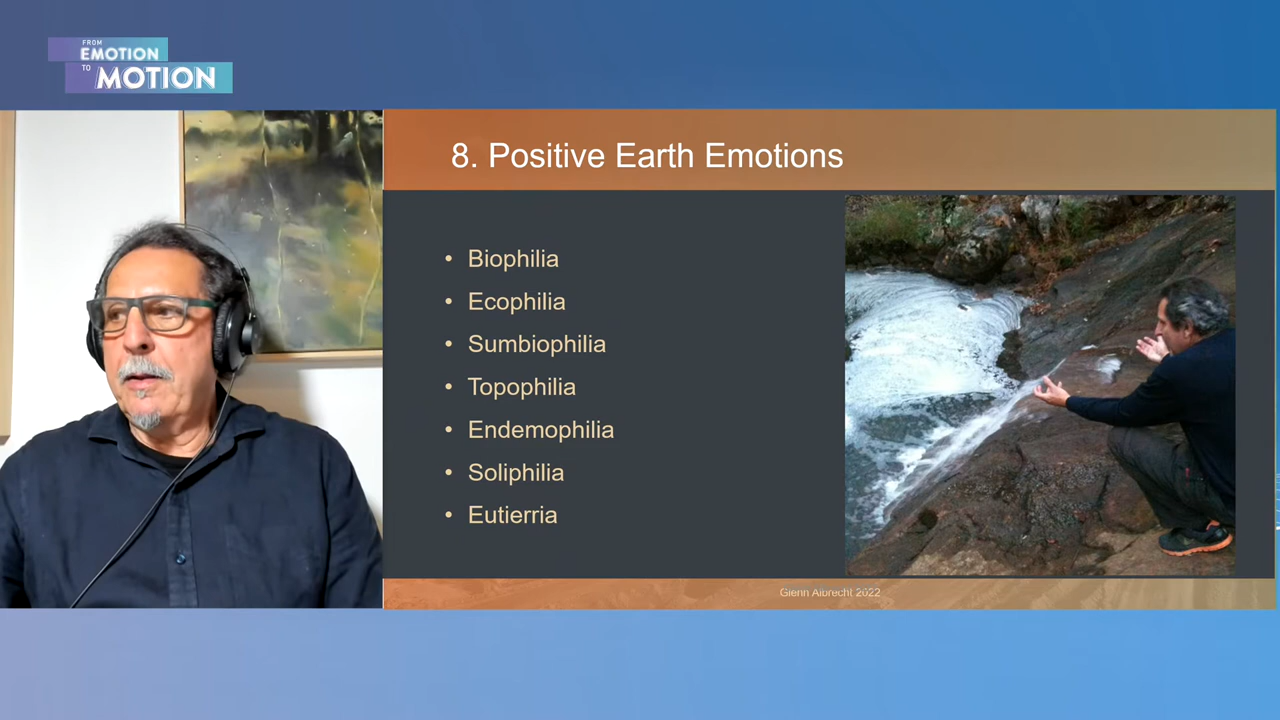 FROM
EMOTION
TO MOTION
8. Positive Earth Emotions
• Biophilia
• Ecophilia
• Sumbiophilia
• Topophilia
• Endemophilia
• Soliphilia
• Eutierria
Glenn Albrecht 2022